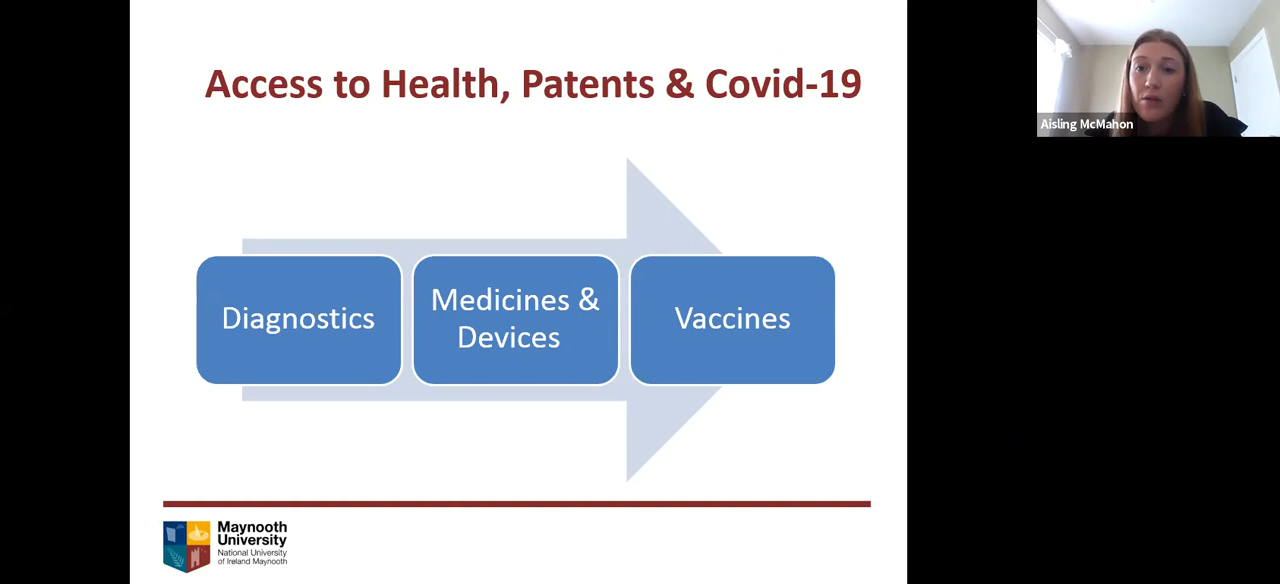 Access to Health, Patents & Covid-19
Aisling McMahon
Diagnostics
Medicines &
Devices
Vaccines
Maynooth
University
National University
of Ireland Maynooth